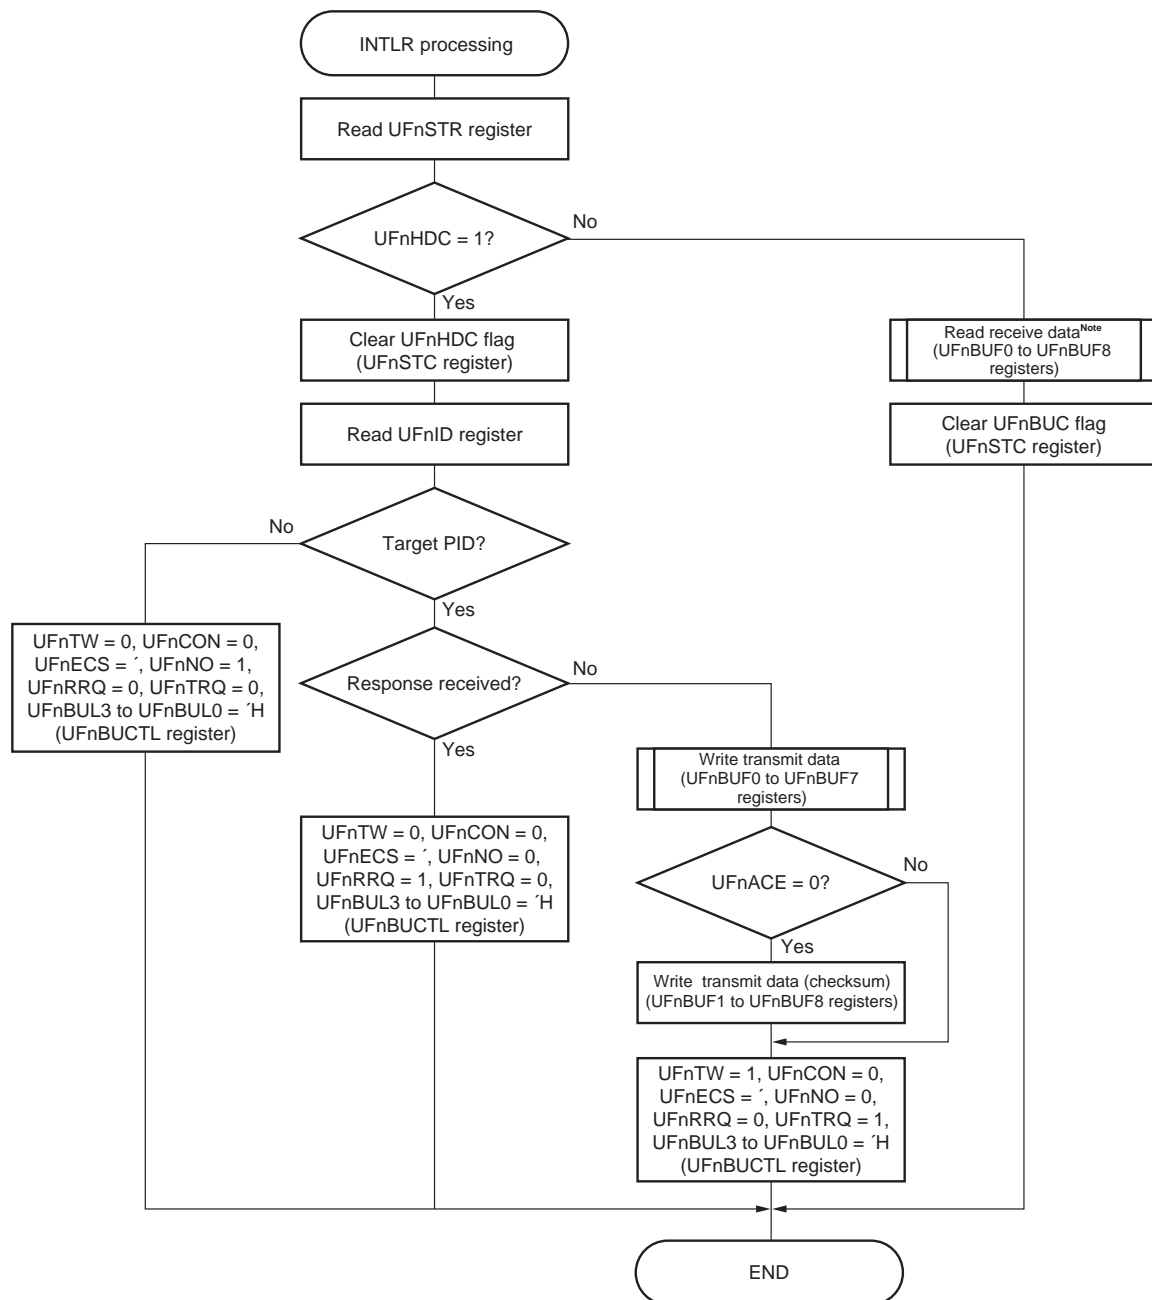 INTLR processing
Read UFnSTR register
UFnHDC = 1?
No
Yes
Clear UFnHDC flag
(UFnSTC register)
Read receive dataNote
(UFnBUF0 to UFnBUF8
registers)
Read UFnID register
Clear UFnBUC flag
(UFnSTC register)
Target PID?
No
Yes
UFnTW = 0, UFnCON = 0,
UFnECS = ´, UFnNO = 1,
UFnRRQ = 0, UFnTRQ = 0,
UFnBUL3 to UFnBUL0 = ´H
(UFnBUCTL register)
Response received?
No
Yes
Write transmit data
(UFnBUF0 to UFnBUF7
registers)
UFnTW = 0, UFnCON = 0,
UFnECS = ´, UFnNO = 0,
UFnRRQ = 1, UFnTRQ = 0,
UFnBUL3 to UFnBUL0 = ´H
(UFnBUCTL register)
UFnACE = 0?
No
Yes
Write transmit data (checksum)
(UFnBUF1 to UFnBUF8 registers)
UFnTW = 1, UFnCON = 0,
UFnECS = ´, UFnNO = 0,
UFnRRQ = 0, UFnTRQ = 1,
UFnBUL3 to UFnBUL0 = ´H
(UFnBUCTL register)
END